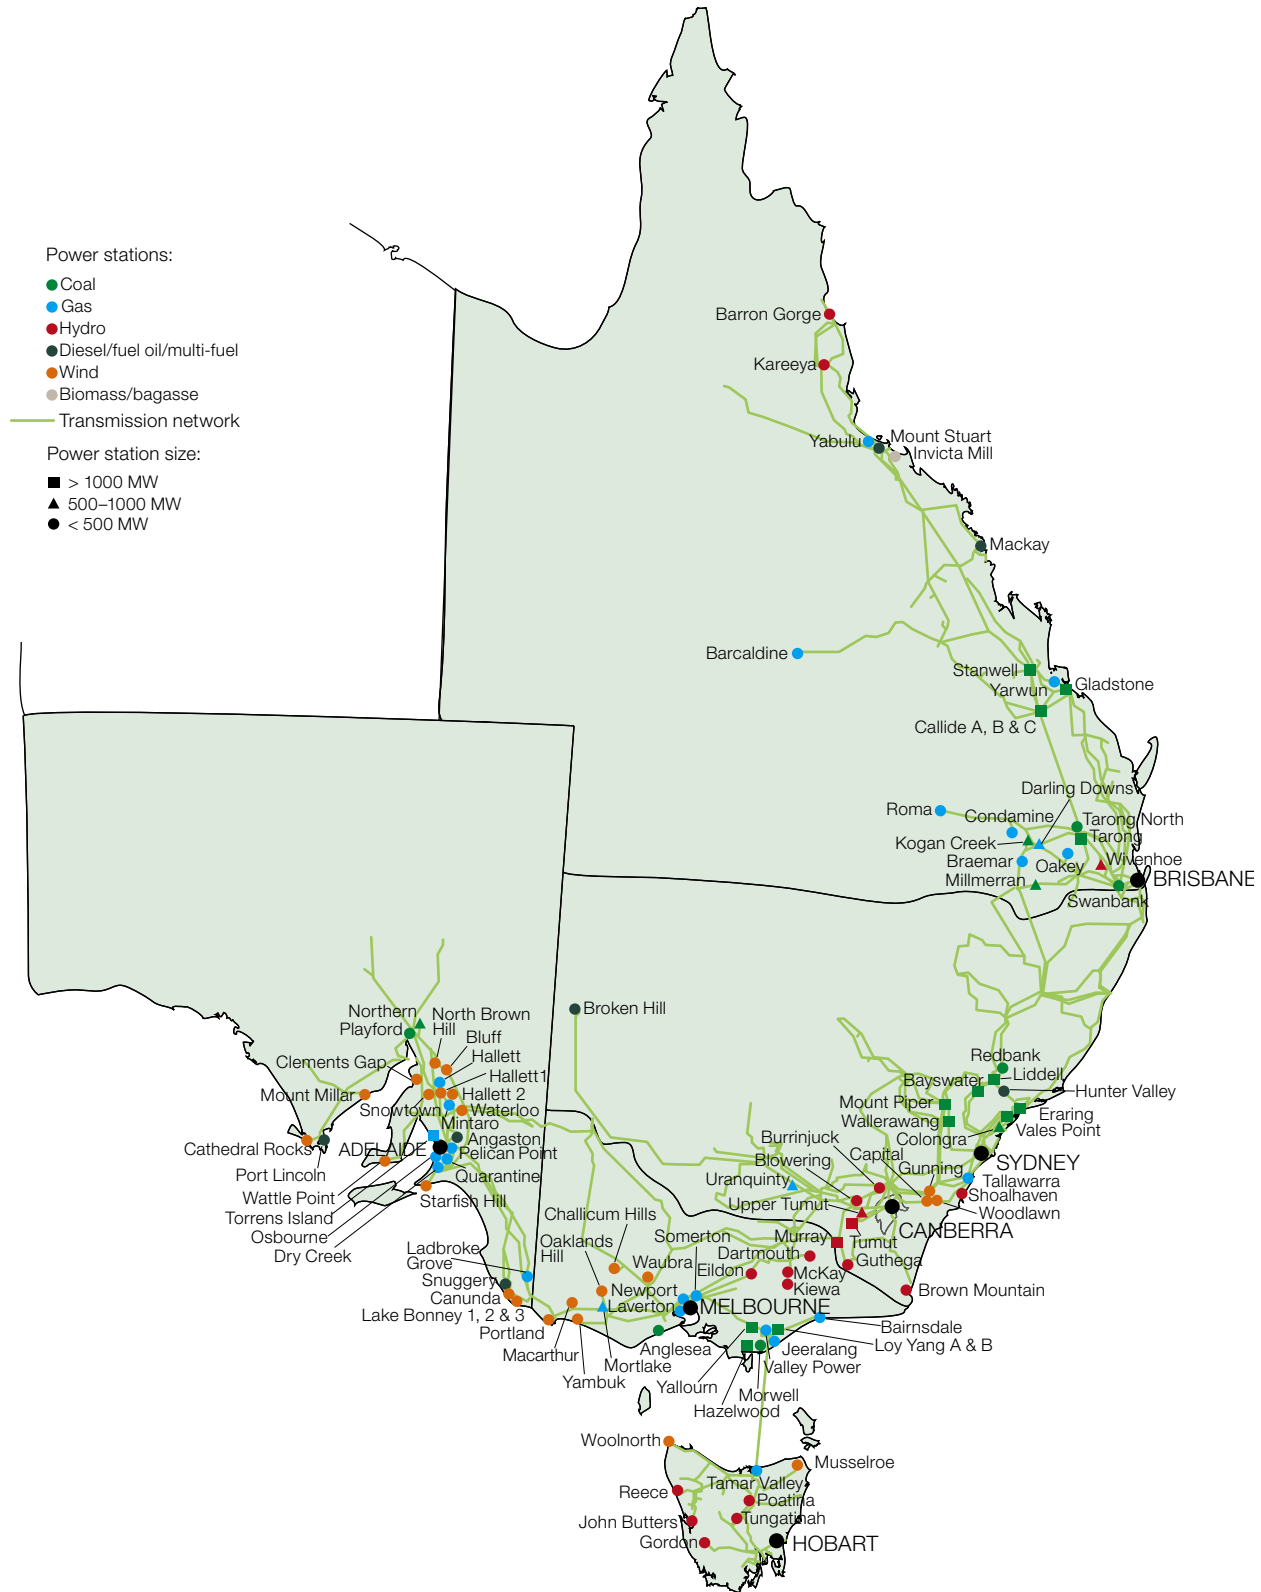 Power stations:
Coal
Gas
Hydro
Diesel/fuel oil/multi-fuel
Wind
Biomass/bagasse
Transmission network
Power station size:
> 1000 MW
500–1000 MW
< 500 MW
Barron Gorge
Kareeya
Yabulu
Mount Stuart
Invicta Mill
Mackay
Barcaldine
Stanwell
Yarwun
Gladstone
Callide A, B & C
Darling Downs
Roma
Condamine
Tarong North
Tarong
Kogan Creek
Braemar
Oakey
Wivenhoe
Millmerran
BRISBANE
Swanbank
Broken Hill
Northern
Playford
North Brown
Hill
Bluff
Hallett
Clements Gap
Hallett1
Mount Millar
Hallett 2
Snowtown
Waterloo
Mintaro
Angaston
Cathedral Rocks
ADELAIDE
Pelican Point
Port Lincoln
Quarantine
Wattle Point
Starfish Hill
Torrens Island
Osbourne
Dry Creek
Redbank
Liddell
Bayswater
Hunter Valley
Mount Piper
Eraring
Wallerawang
Vales Point
Colongra
Burrinjuck
Capital
Blowering
Gunning
SYDNEY
Uranquinty
Tallawarra
Shoalhaven
Upper Tumut
Woodlawn
CANBERRA
Murray
Tumut
Guthega
Brown Mountain
Challicum Hills
Somerton
Oaklands
Hill
Dartmouth
Waubra
Eildon
McKay
Kiewa
Ladbroke
Grove
Snuggery
Canunda
Newport
Laverton
MELBOURNE
Lake Bonney 1, 2 & 3
Portland
Bairnsdale
Loy Yang A & B
Macarthur
Anglesea
Jeeralang
Mortlake
Valley Power
Yambuk
Yallourn
Morwell
Hazelwood
Woolnorth
Musselroe
Tamar Valley
Reece
Poatina
John Butters
Tungatinah
Gordon
HOBART